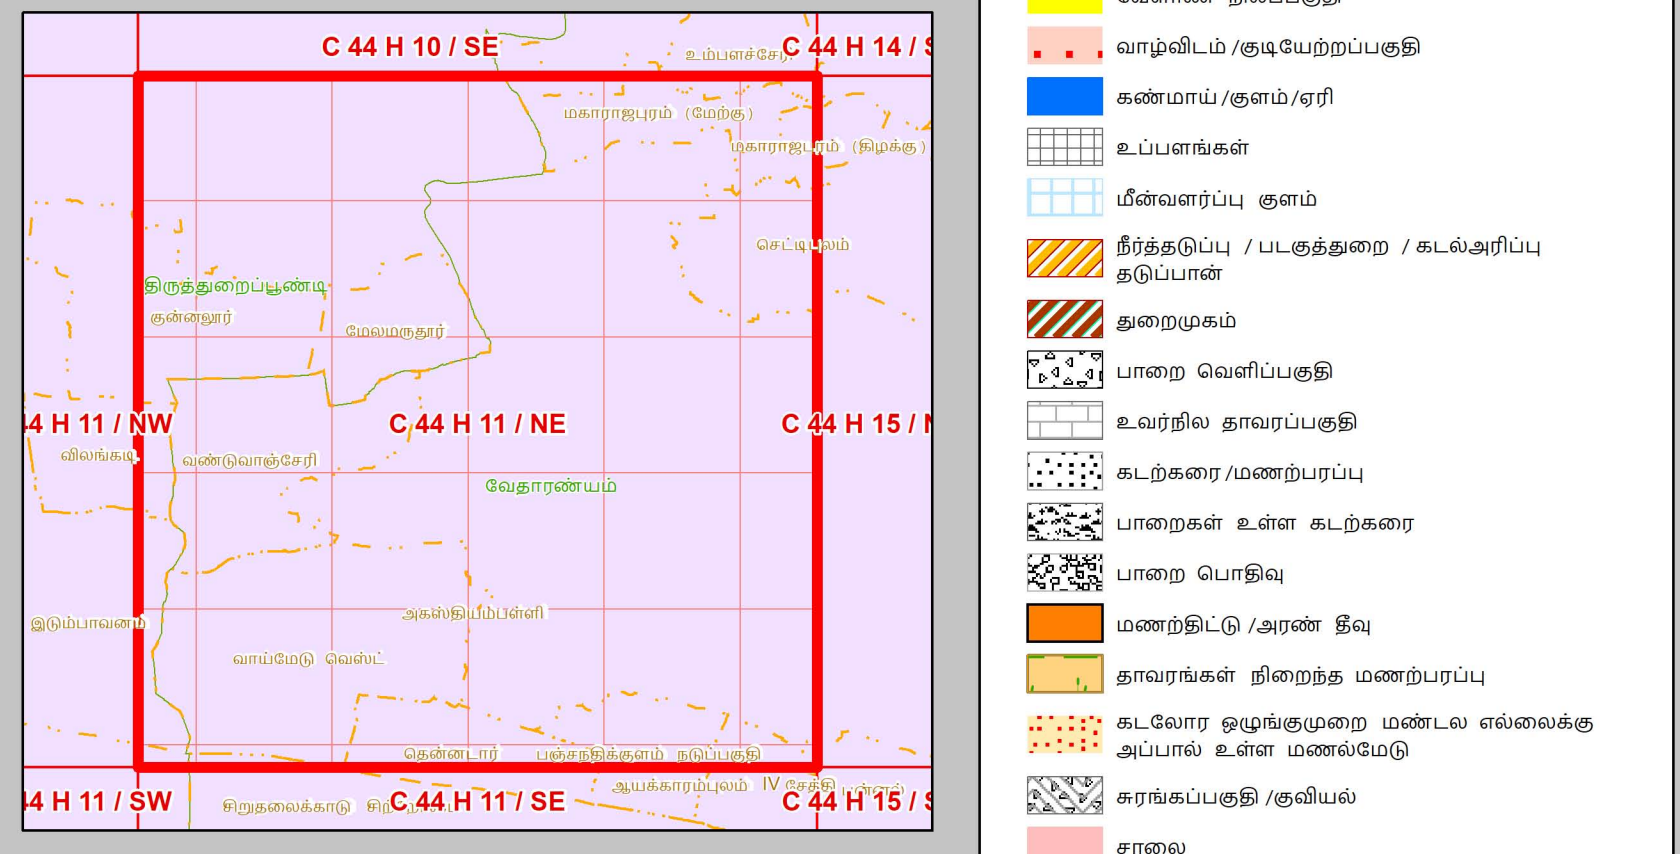 C 44 H 10 / SE
C 44 H 14 / S
மகாராஜபுரம் (மேற்கு)
மகாராஜபுரம் (கிழக்கு)
செட்டிபுலம்
திருத்துறைப்பூண்டி
குன்னலூர்
மேலமருதூர்
44 H 11 / NW
C 44 H 11 / NE
C 44 H 15 / N
விலங்கடி
வண்டுவாஞ்சேரி
வேதாரண்யம்
அகஸ்தியம்பள்ளி
இடும்பாவனம்
வாய்மேடு வெஸ்ட்
தென்னடார்
பஞ்சநதிக்குளம் நடுப்பகுதி
ஆயக்காரம்புலம் IV சேத்தி
44 H 11 / SW
சிறுதலைக்காடு
C 44 H 11 / SE
C 44 H 15 / S
வாழ்விடம் /குடியேற்றப்பகுதி
கண்மாய் /குளம் /ஏரி
உப்பளங்கள்
மீன்வளர்ப்பு குளம்
நீர்த்தடுப்பு / படகுத்துறை / கடல்அரிப்பு
தடுப்பான்
துறைமுகம்
பாறை வெளிப்பகுதி
உவர்நில தாவரப்பகுதி
கடற்கரை /மணற்பரப்பு
பாறைகள் உள்ள கடற்கரை
பாறை பொதிவு
மணற்திட்டு /அரண் தீவு
தாவரங்கள் நிறைந்த மணற்பரப்பு
கடலோர ஒழுங்குமுறை மண்டல எல்லைக்கு
அப்பால் உள்ள மணல்மேடு
சுரங்கப்பகுதி /குவியல்
சாலை